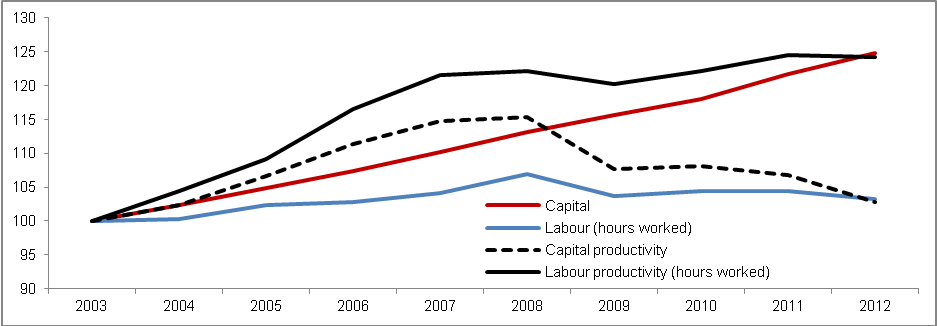 130
125
120
115
110
105
100
95
90
Capital
Labour (hours worked)
Capital productivity
Labour productivity (hours worked)
2003 2004 2005 2006 2007 2008 2009 2010 2011 2012